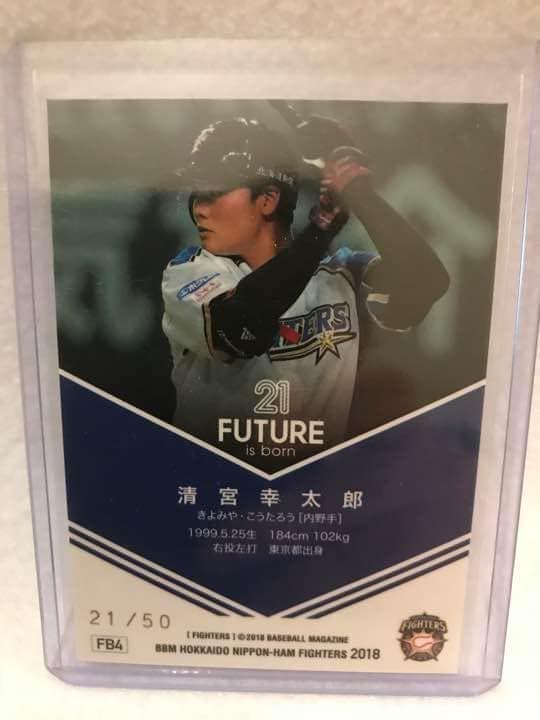 FIGHTERS
21
FUTURE
is born
清宮幸太郎
きよみや・こうたろう[内野手]
1999.5.25生 184cm 102kg
右投左打 東京都出身
21/50
FB4
[ FIGHTERS ] ©2018 BASEBALL MAGAZINE
BBM HOKKAIDO NIPPON-HAM FIGHTERS 2018
FIGHTERS